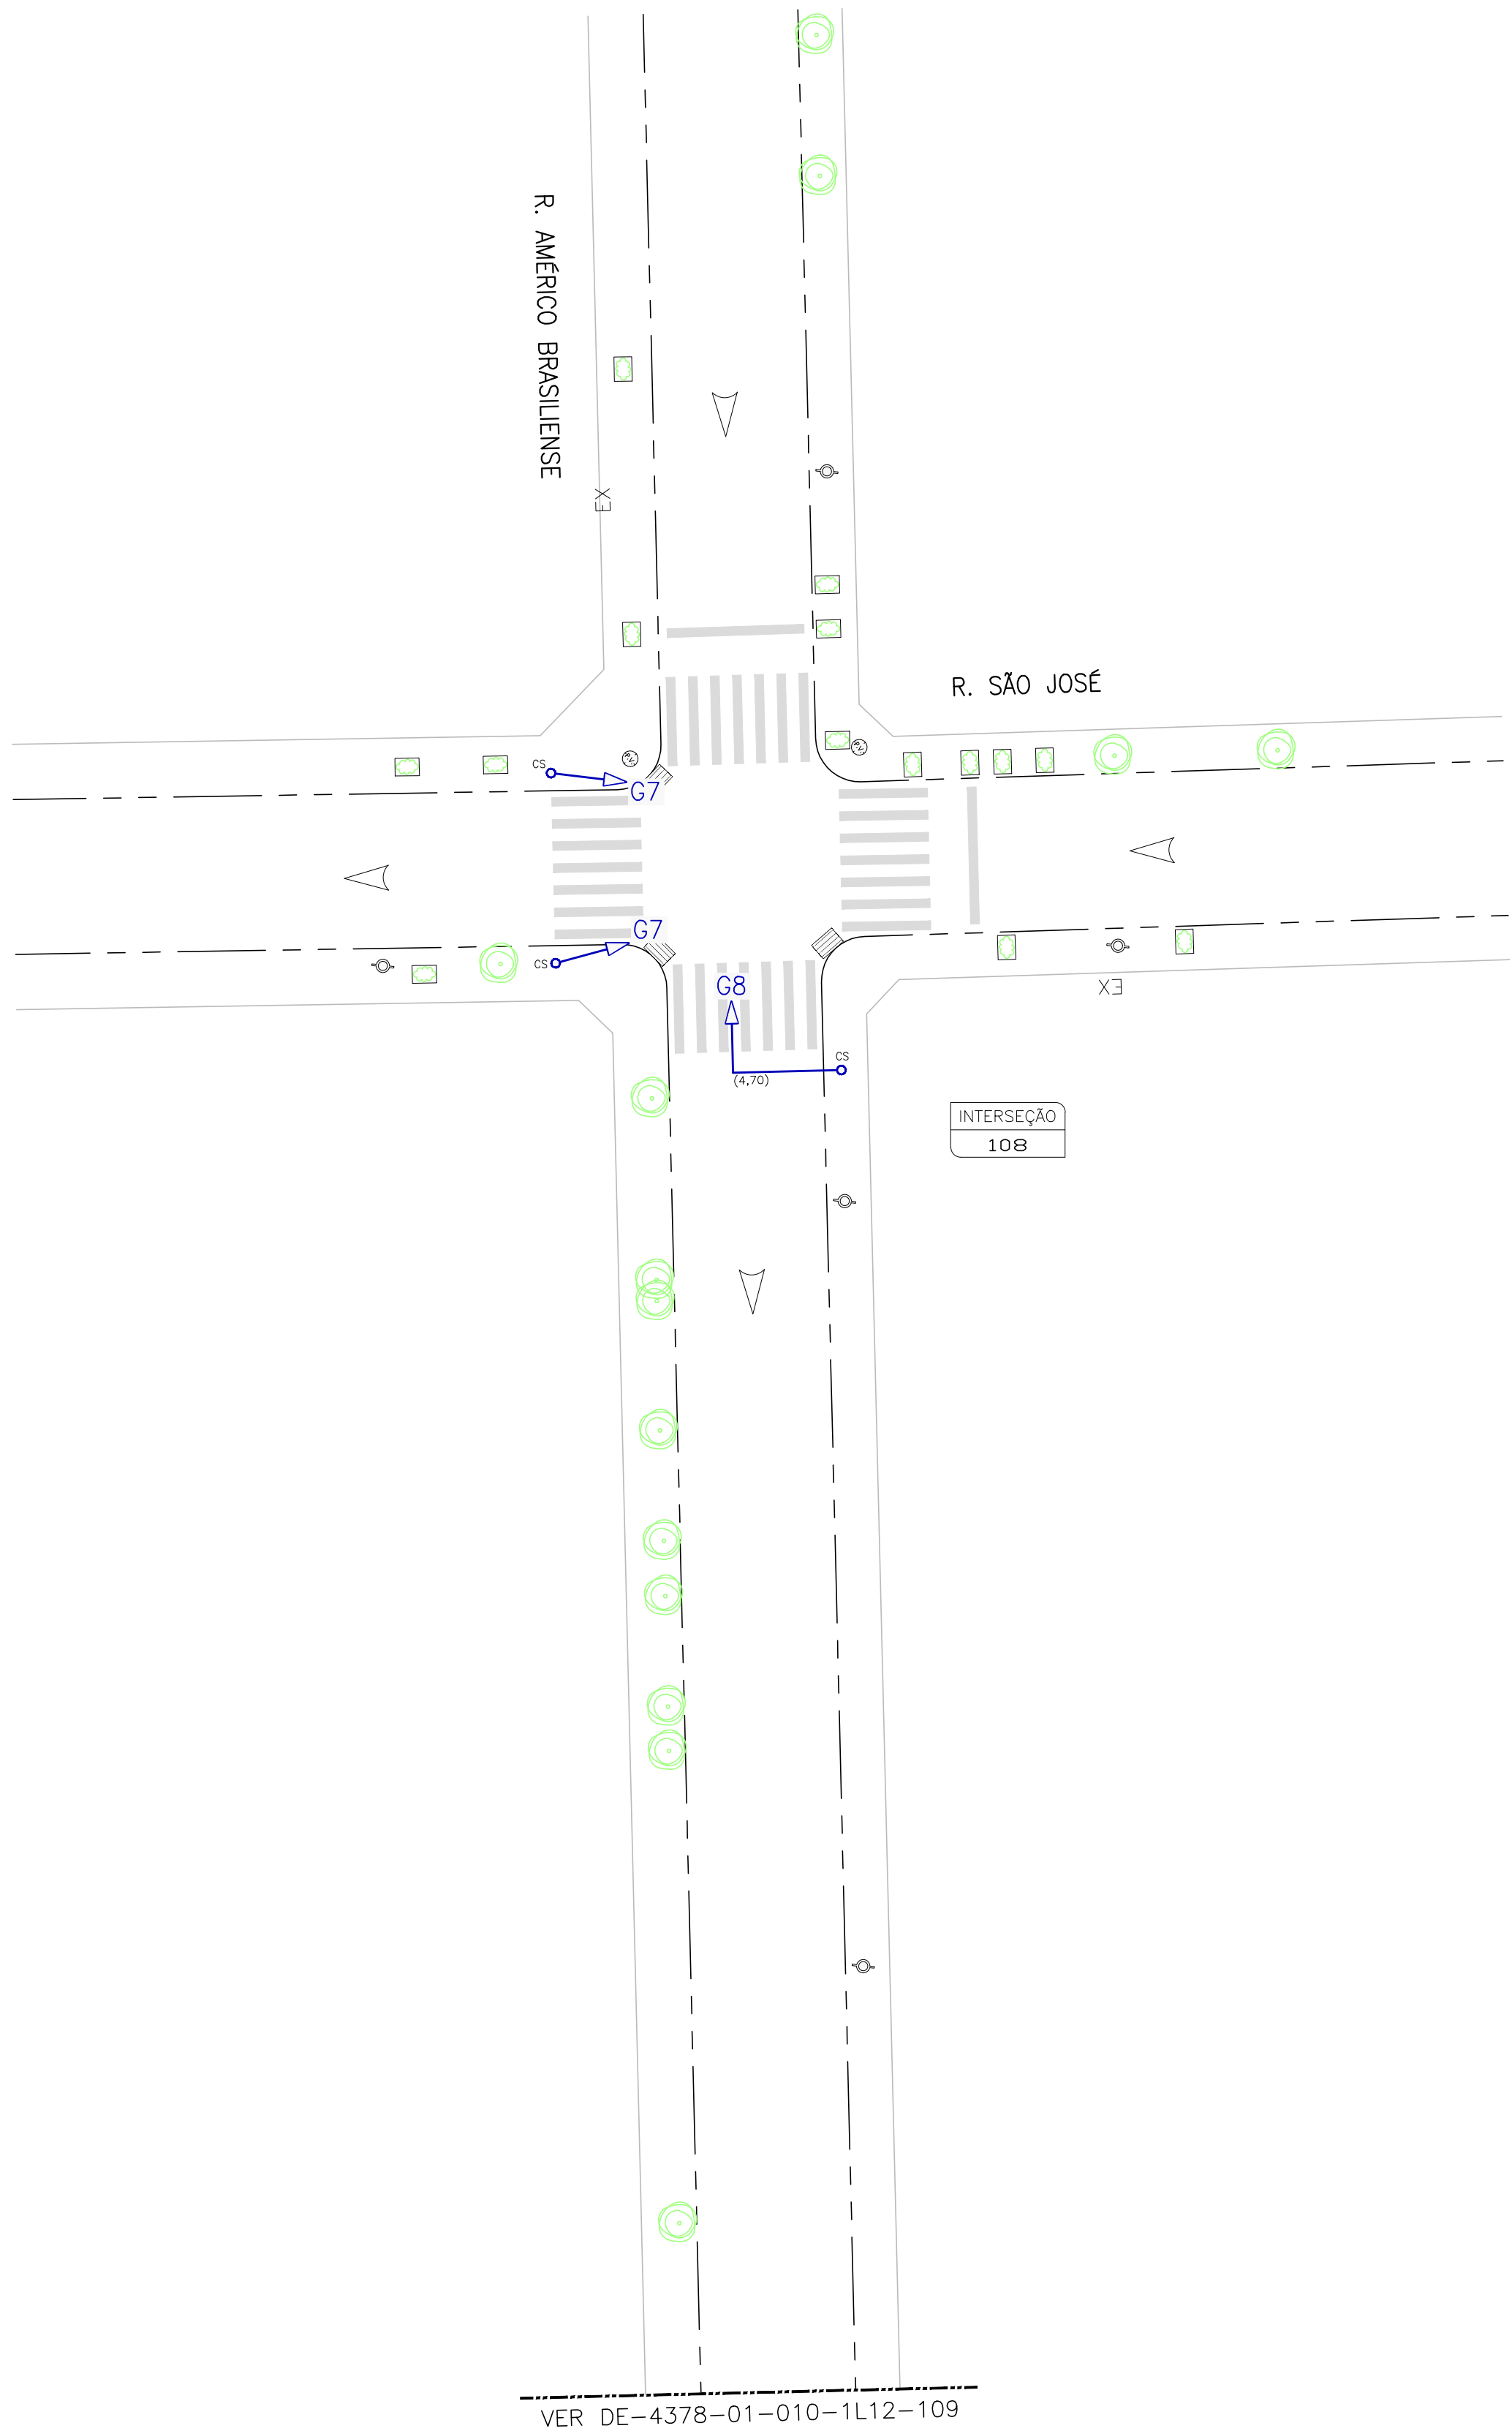 R. AMÉRICO BRASILIENSE
EX
R. SÃO JOSÉ
P.V.
P.V.
CS
G7
G7
CS
G8
EX
CS
(4,70)
INTERSEÇÃO
108
VER DE-4378-01-010-1L12-109